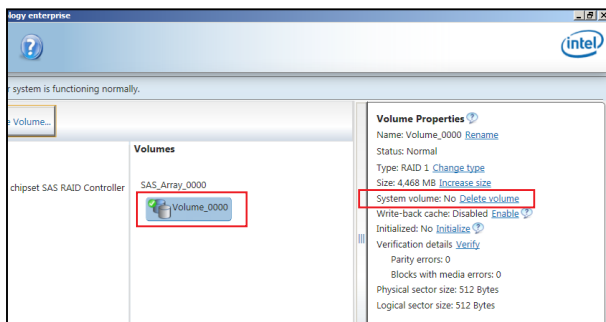 logy enterprise
?
intel
r system is functioning normally.
e Volume...
Volumes
chipset SAS RAID Controller
SAS_Array_0000
Volume_0000
Volume Properties ?
Name: Volume_0000 Rename
Status: Normal
Type: RAID 1 Change type
Size: 4,468 MB Increase size
System volume: No Delete volume
Write-back cache: Disabled Enable ?
Initialized: No Initialize ?
Verification details Verify
Parity errors: 0
Blocks with media errors: 0
Physical sector size: 512 Bytes
Logical sector size: 512 Bytes